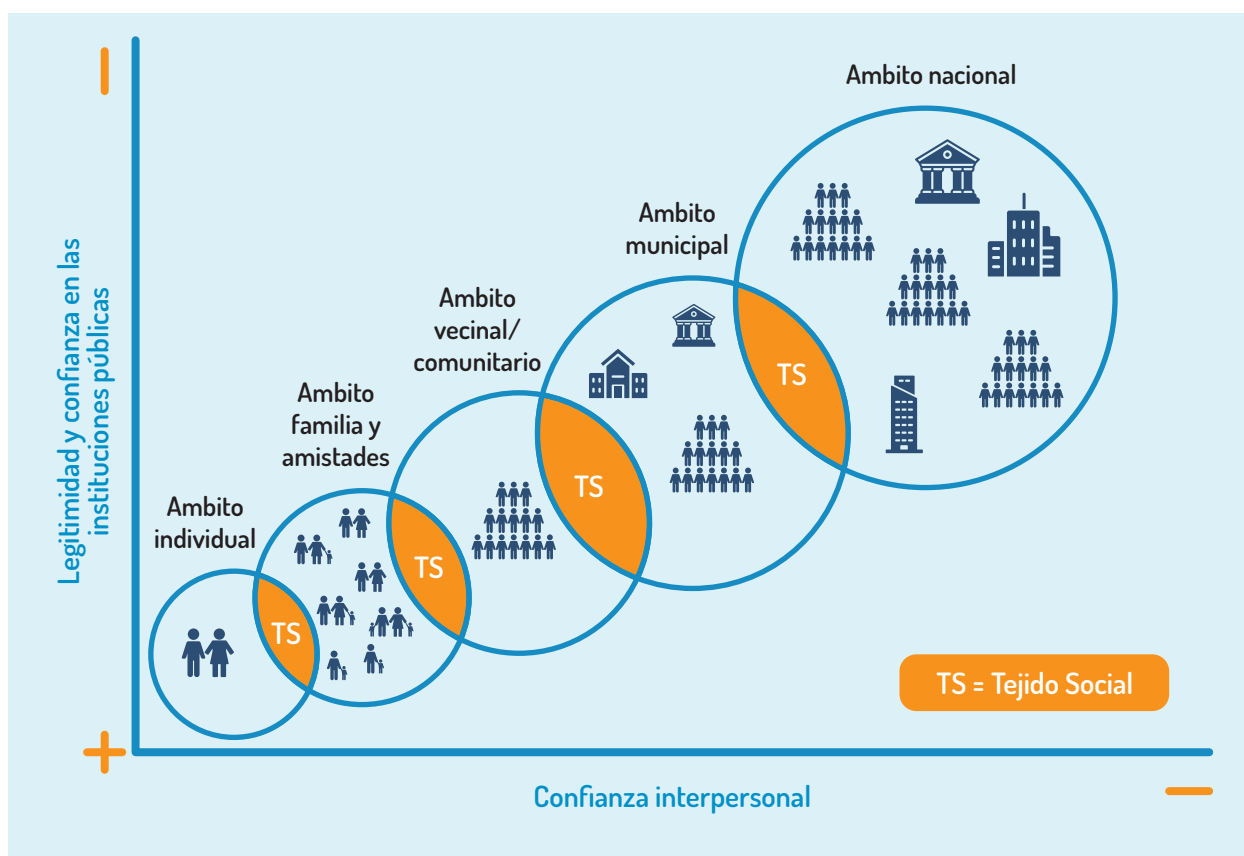 Ambito nacional
Ambito
municipal
Ambito
vecinal/
comunitario
Ambito
familia y
amistades
Ambito
individual
TS
TS
TS
TS
Legitimidad y confianza en las
instituciones públicas
TS = Tejido Social
Confianza interpersonal